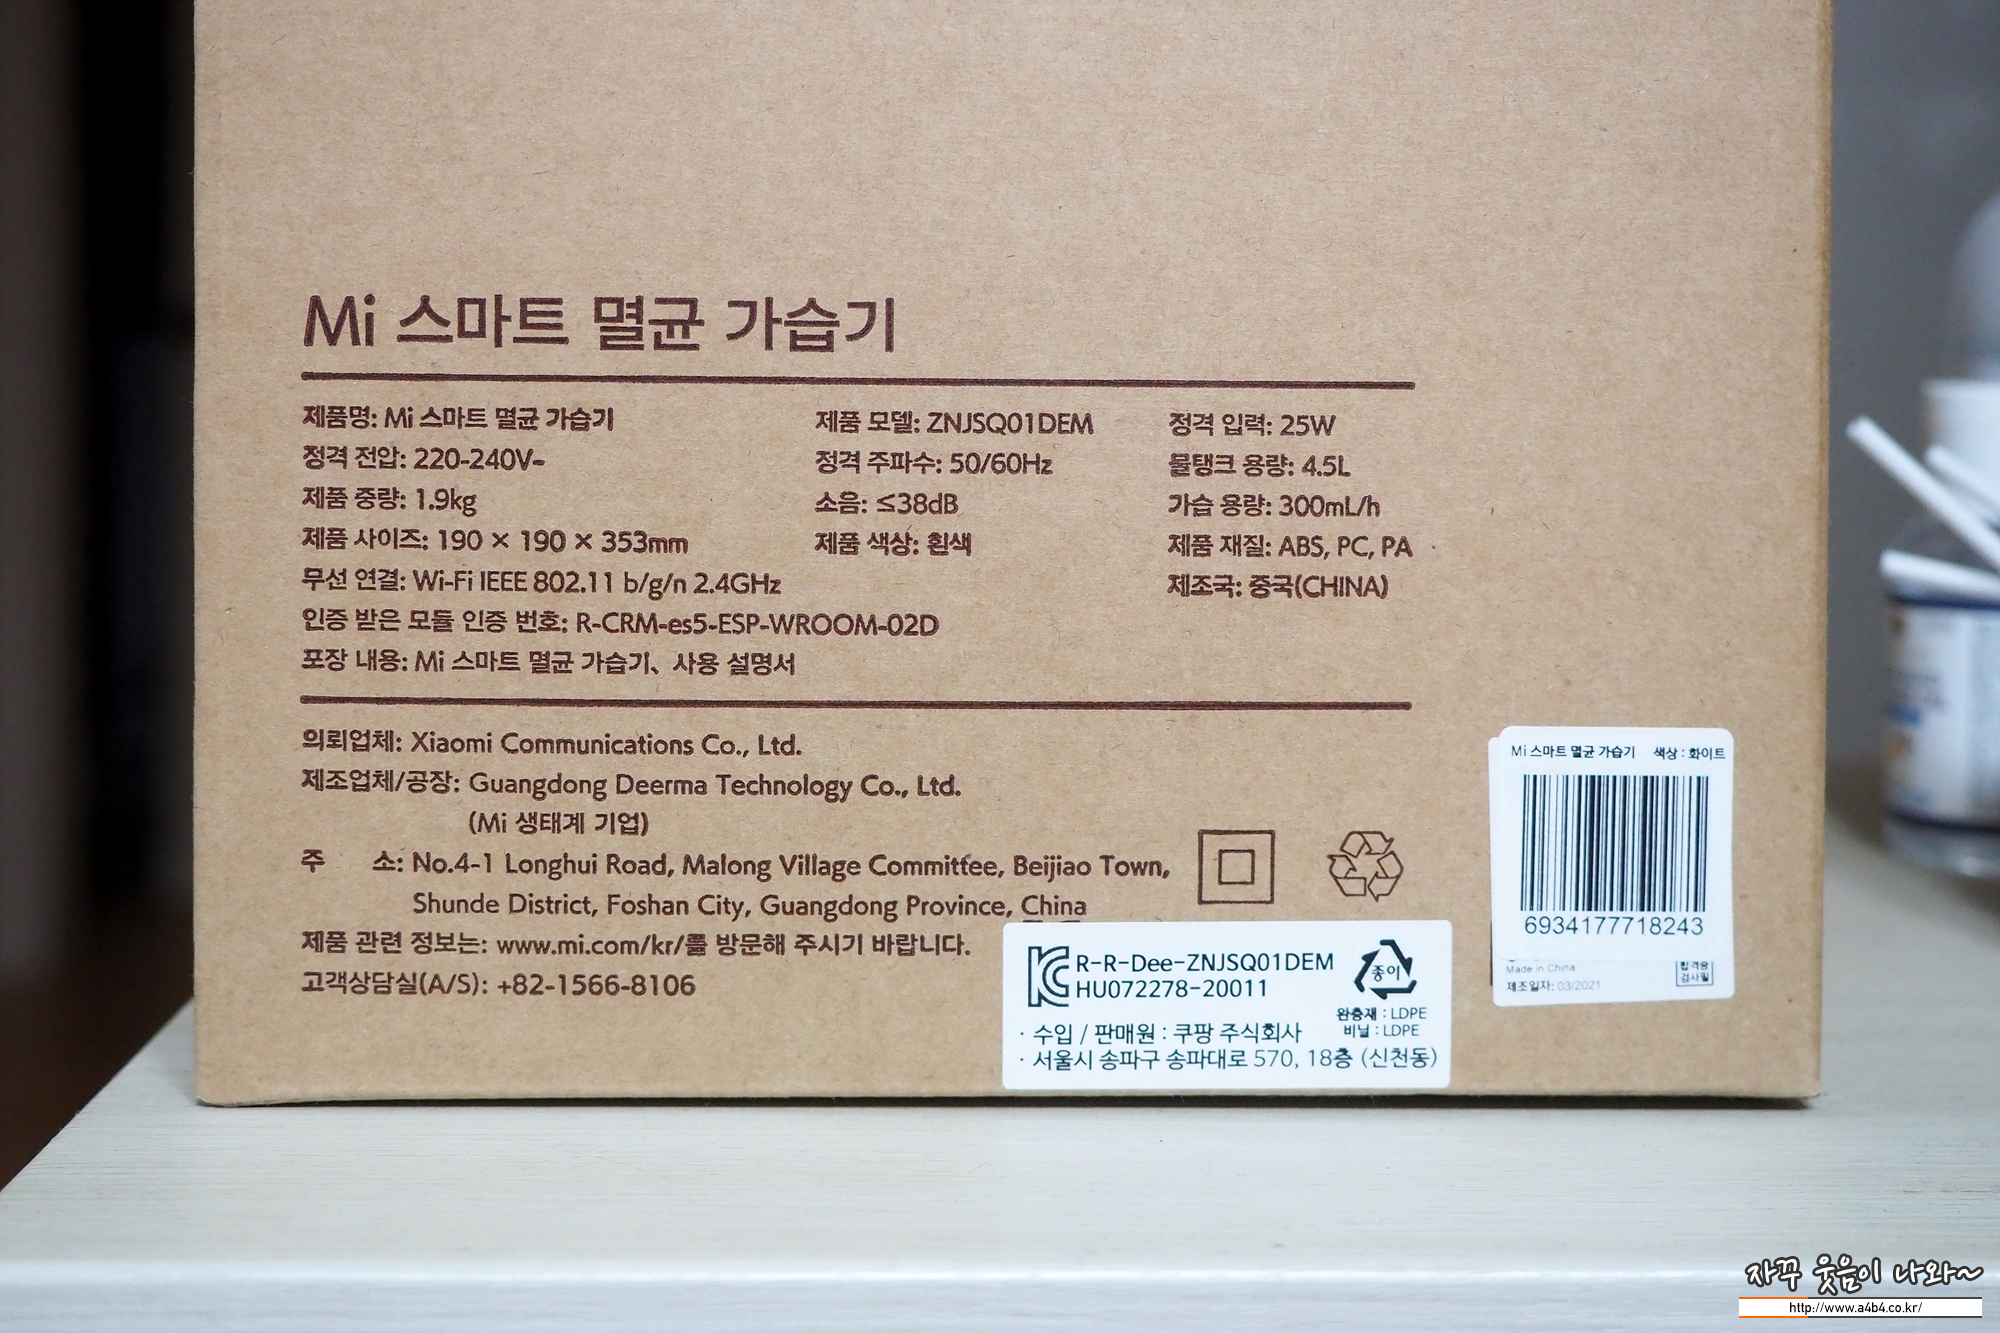 Mi 스마트 멸균 가습기
제품명: Mi 스마트 멸균 가습기
제품 모델: ZNJSQ01DEM
정격 입력: 25W
정격 전압: 220-240V~
정격 주파수: 50/60Hz
물탱크 용량: 4.5L
제품 중량: 1.9kg
소음: ≤38dB
가습 용량: 300mL/h
제품 사이즈: 190 × 190 × 353mm
제품 색상: 흰색
제품 재질: ABS, PC, PA
무선 연결: Wi-Fi IEEE 802.11 b/g/n 2.4GHz
제조국: 중국(CHINA)
인증 받은 모듈 인증 번호: R-CRM-es5-ESP-WROOM-02D
포장 내용: Mi 스마트 멸균 가습기、사용 설명서
의뢰업체: Xiaomi Communications Co., Ltd.
제조업체/공장: Guangdong Deerma Technology Co., Ltd.
(Mi 생태계 기업)
주 소: No.4-1 Longhui Road, Malong Village Committee, Beijiao Town,
Shunde District, Foshan City, Guangdong Province, China
제품 관련 정보는: www.mi.com/kr/를 방문해 주시기 바랍니다.
고객상담실(A/S): +82-1566-8106
R-R-Dee-ZNJSQ01DEM
HU072278-20011
종이
완충재 : LDPE
비닐 : LDPE
· 수입 / 판매원 : 쿠팡 주식회사
· 서울시 송파구 송파대로 570, 18층 (신천동)
Mi 스마트 멸균 가습기 색상 : 화이트
6934177718243
Made in China
제조일자: 03/2021
합격용
검사필
자꾸 웃음이 나와~
http://www.a4b4.co.kr/